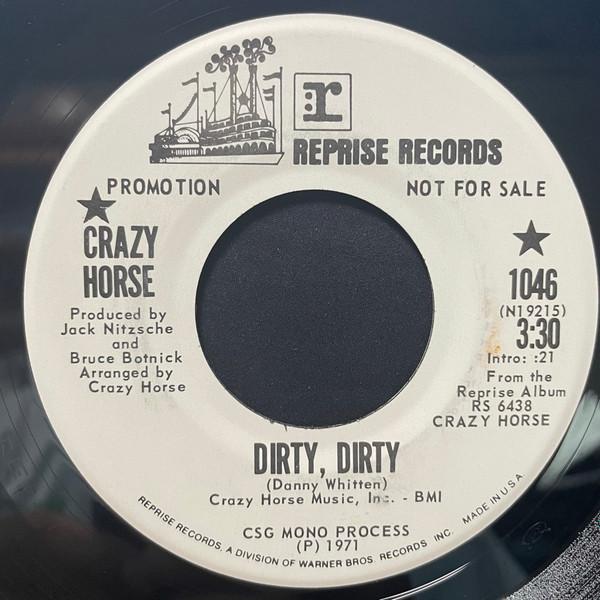 r
REPRISE RECORDS
PROMOTION
NOT FOR SALE
CRAZY
HORSE
Produced by
Jack Nitzsche
and
Bruce Botnick
Arranged by
Crazy Horse
1046
(N19215)
3:30
Intro: :21
From the
Reprise Album
RS 6438
CRAZY HORSE
DIRTY, DIRTY
(Danny Whitten)
Crazy Horse Music, Inc. - BMI
CSG MONO PROCESS
(P) 1971
REPRISE RECORDS, A DIVISION OF WARNER BROS. RECORDS INC. MADE IN U.S.A